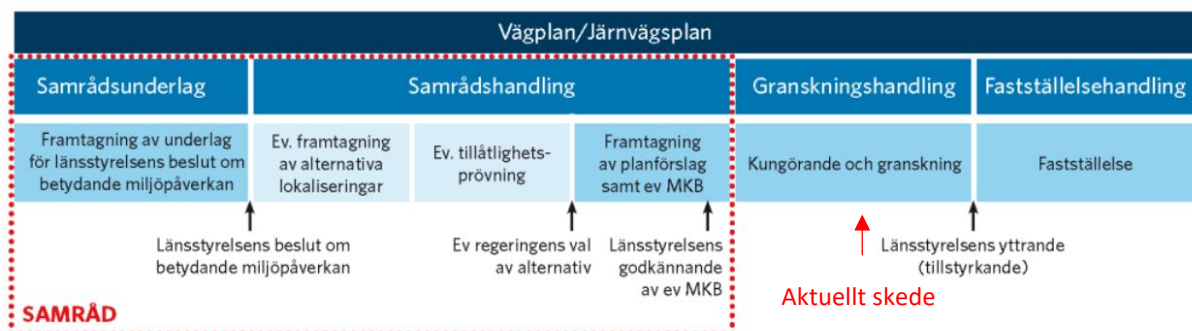 Vägplan/Järnvägsplan
Samrådsunderlag
Samrådshandling
Granskningshandling
Fastställelsehandling
Framtagning av underlag
för länsstyrelsens beslut om
betydande miljöpåverkan
Ev. framtagning
av alternativa
lokaliseringar
Ev. tillåtlighets-
prövning
Framtagning
av planförslag
samt ev MKB
Kungörande och granskning
Fastställelse
Länsstyrelsens beslut om
betydande miljöpåverkan
Ev regeringens val
av alternativ
Länsstyrelsens
godkännande
av ev MKB
Länsstyrelsens yttrande
(tillstyrkande)
Aktuellt skede
SAMRÅD